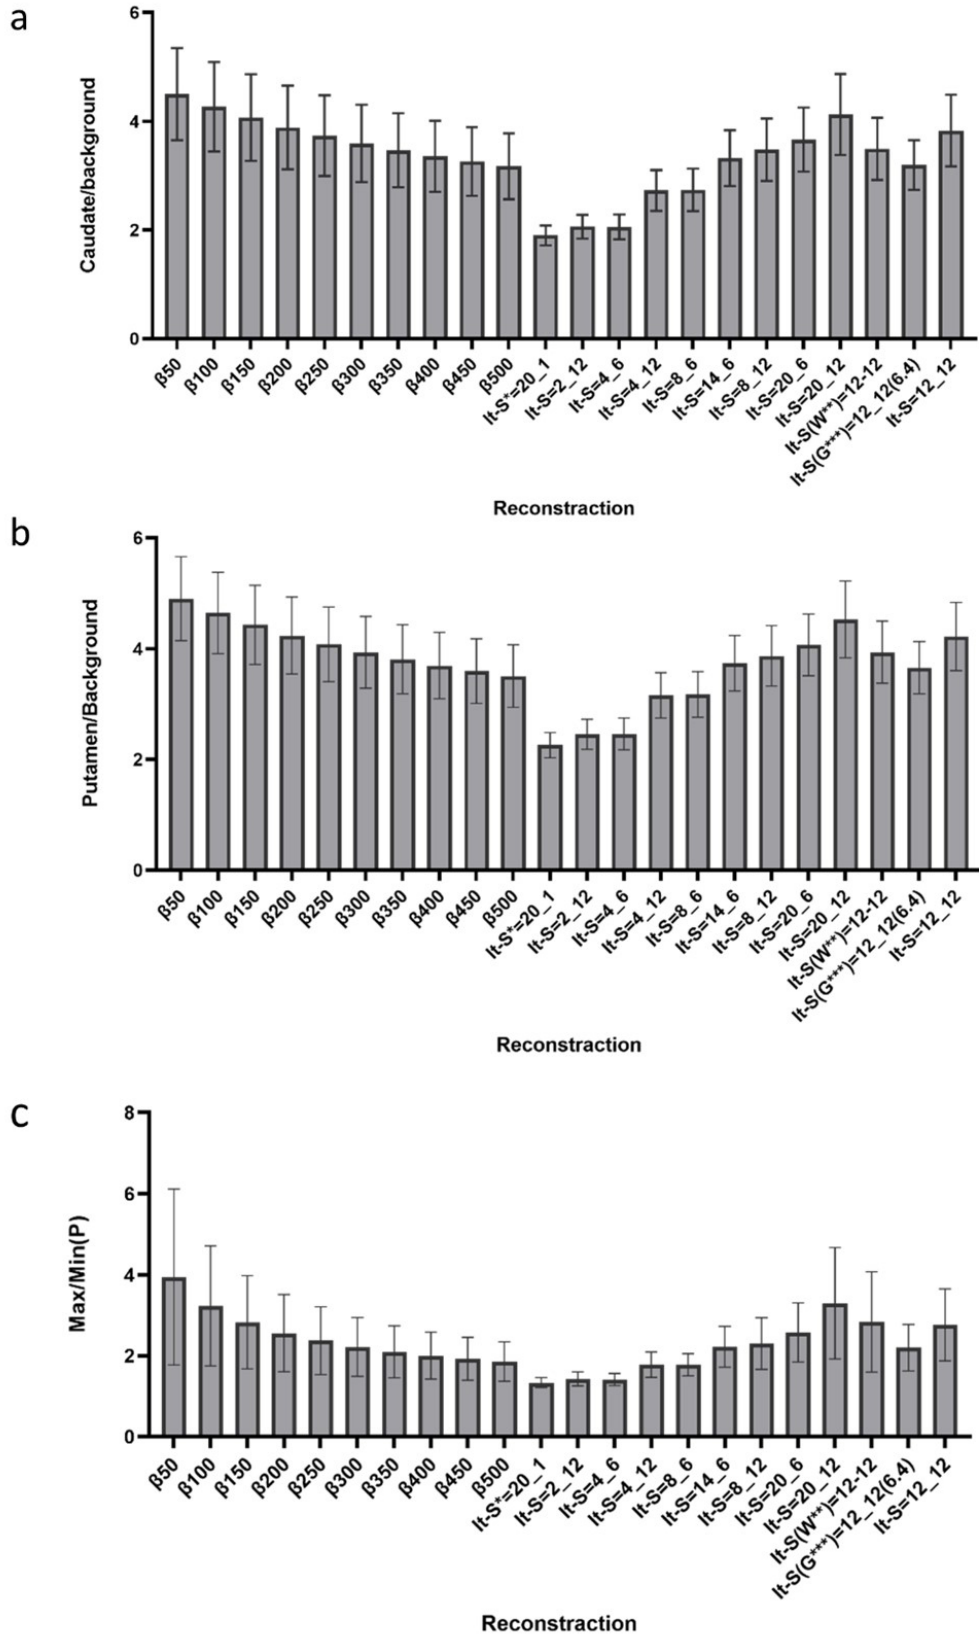 a
Caudate/background
6
4
2
0
β50
β100
β150
β200
β250
β300
β350
β400
β450
β500
It-S*=20_1
It-S=2_12
It-S=4_6
It-S=4_12
It-S=8_6
It-S=14_6
It-S=8_12
It-S=20_6
It-S=20_12
It-S(W**)=12-12
It-S(G***)=12_12(6.4)
It-S=12_12
Reconstraction
b
Putamen/Background
6
4
2
0
β50
β100
β150
β200
β250
β300
β350
β400
β450
β500
It-S*=20_1
It-S=2_12
It-S=4_6
It-S=4_12
It-S=8_6
It-S=14_6
It-S=8_12
It-S=20_6
It-S=20_12
It-S(W**)=12-12
It-S(G***)=12_12(6.4)
It-S=12_12
Reconstraction
c
Max/Min(P)
8
6
4
2
0
β50
β100
β150
β200
β250
β300
β350
β400
β450
β500
It-S*=20_1
It-S=2_12
It-S=4_6
It-S=4_12
It-S=8_6
It-S=14_6
It-S=8_12
It-S=20_6
It-S=20_12
It-S(W**)=12-12
It-S(G***)=12_12(6.4)
It-S=12_12
Reconstraction